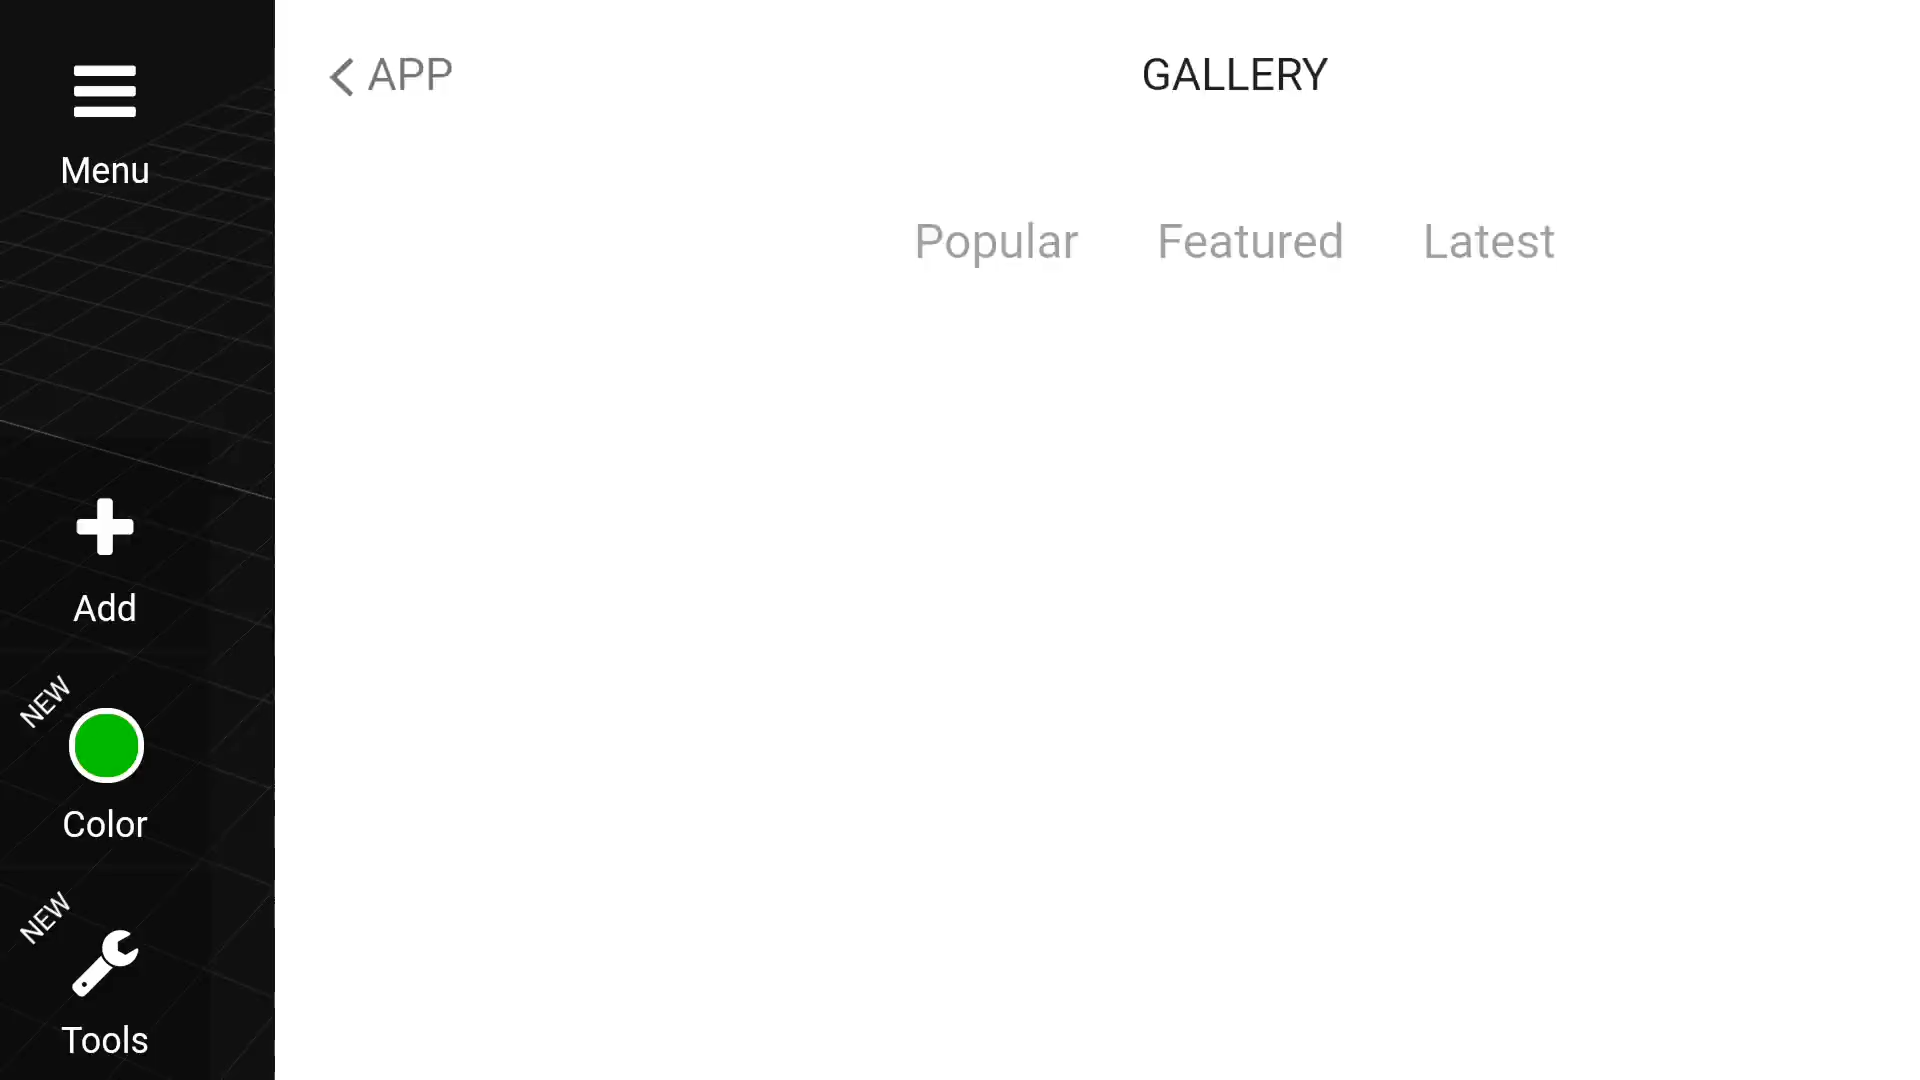 Menu
APP
GALLERY
Popular Featured Latest
Add
NEW
Color
NEW
Tools